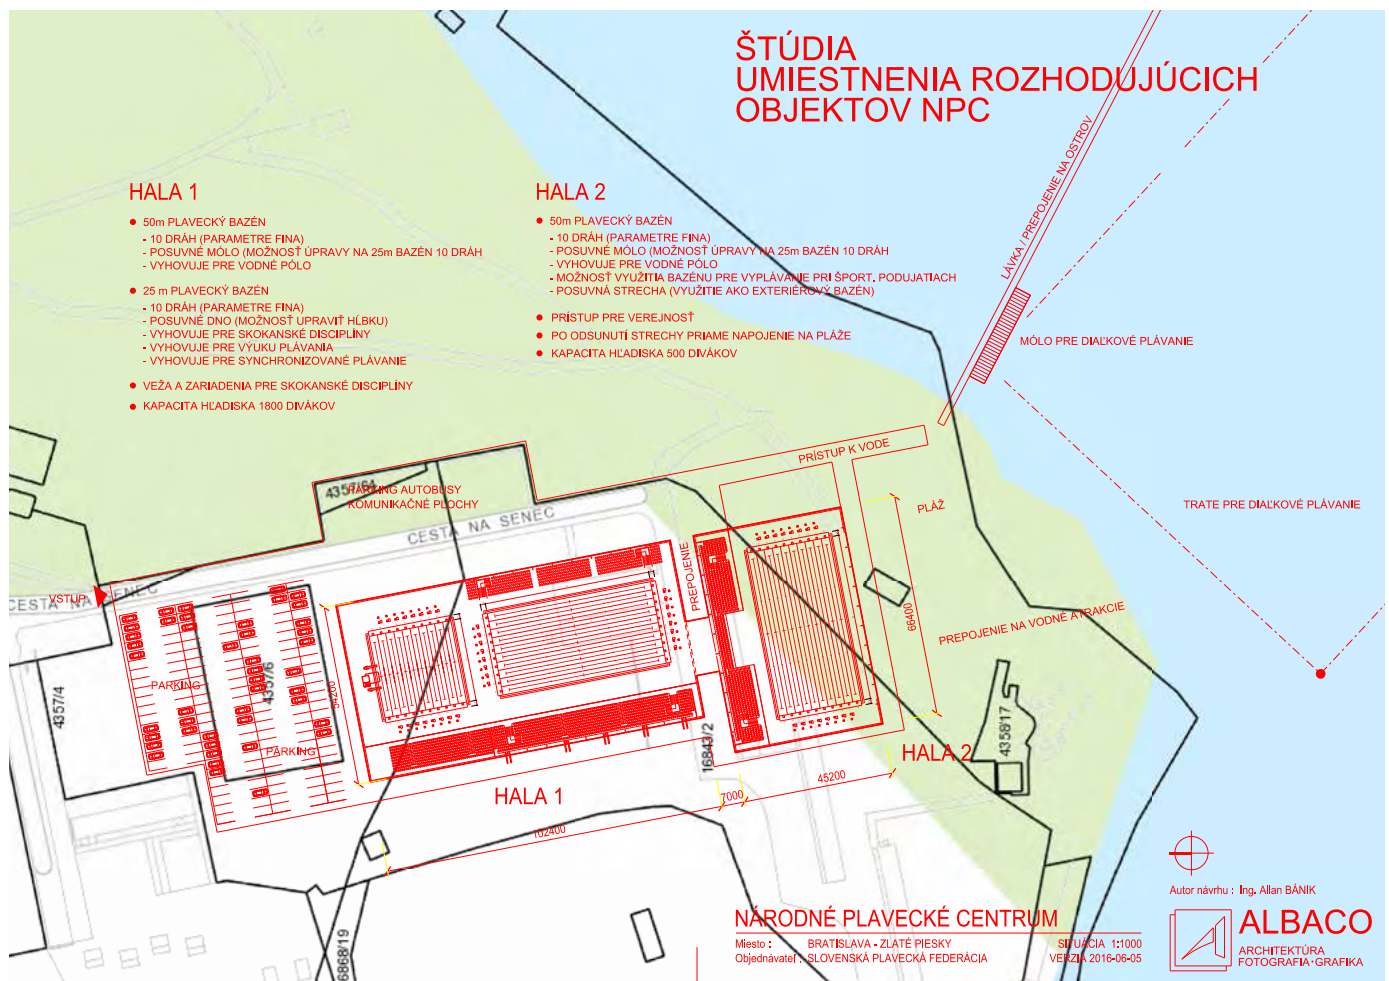 ŠTÚDIA
UMIESTNENIA ROZHODUJÚCICH
OBJEKTOV NPC
HALA 1
● 50m PLAVECKÝ BAZÉN
- 10 DRÁH (PARAMETRE FINA)
- POSUVNÉ MÓLO (MOŽNOSŤ ÚPRAVY NA 25m BAZÉN 10 DRÁH
- VYHOVUJE PRE VODNÉ PÓLO
● 25 m PLAVECKÝ BAZÉN
- 10 DRÁH (PARAMETRE FINA)
- POSUVNÉ DNO (MOŽNOSŤ UPRAVIŤ HĹBKU)
- VYHOVUJE PRE SKOKANSKÉ DISCIPLÍNY
- VYHOVUJE PRE VÝUKU PLÁVANIA
- VYHOVUJE PRE SYNCHRONIZOVANÉ PLÁVANIE
● VEŽA A ZARIADENIA PRE SKOKANSKÉ DISCIPLÍNY
● KAPACITA HĽADISKA 1800 DIVÁKOV
HALA 2
● 50m PLAVECKÝ BAZÉN
- 10 DRÁH (PARAMETRE FINA)
- POSUVNÉ MÓLO (MOŽNOSŤ ÚPRAVY NA 25m BAZÉN 10 DRÁH
- VYHOVUJE PRE VODNÉ PÓLO
- MOŽNOSŤ VYUŽITIA BAZÉNU PRE VYPLÁVANIE PRI ŠPORT. PODUJATIACH
- POSUVNÁ STRECHA (VYUŽITIE AKO EXTERIÉROVÝ BAZÉN)
● PRÍSTUP PRE VEREJNOSŤ
● PO ODSUNUTÍ STRECHY PRIAME NAPOJENIE NA PLÁŽE
● KAPACITA HĽADISKA 500 DIVÁKOV
LÁVKA / PREPOJENIE NA OSTROV
MÓLO PRE DIAĽKOVÉ PLÁVANIE
TRATE PRE DIAĽKOVÉ PLÁVANIE
PRÍSTUP K VODE
PLÁŽ
4357/64
PARKING AUTOBUSY
KOMUNIKAČNÉ PLOCHY
CESTA NA SENEC
CESTA NA SENEC
VSTUP
PREPOJENIE
66400
PREPOJENIE NA VODNÉ ATRAKCIE
4357/4
PARKING
4357/6
54200
PARKING
16843/2
4358/17
HALA 1
HALA 2
102400
7000
45200
6868/19
NÁRODNÉ PLAVECKÉ CENTRUM
Miesto : BRATISLAVA - ZLATÉ PIESKY SITUÁCIA 1:1000
Objednávateľ : SLOVENSKÁ PLAVECKÁ FEDERÁCIA VERZIA 2016-06-05
Autor návrhu : Ing. Allan BÁNIK
ALBACO
ARCHITEKTÚRA
FOTOGRAFIA·GRAFIKA